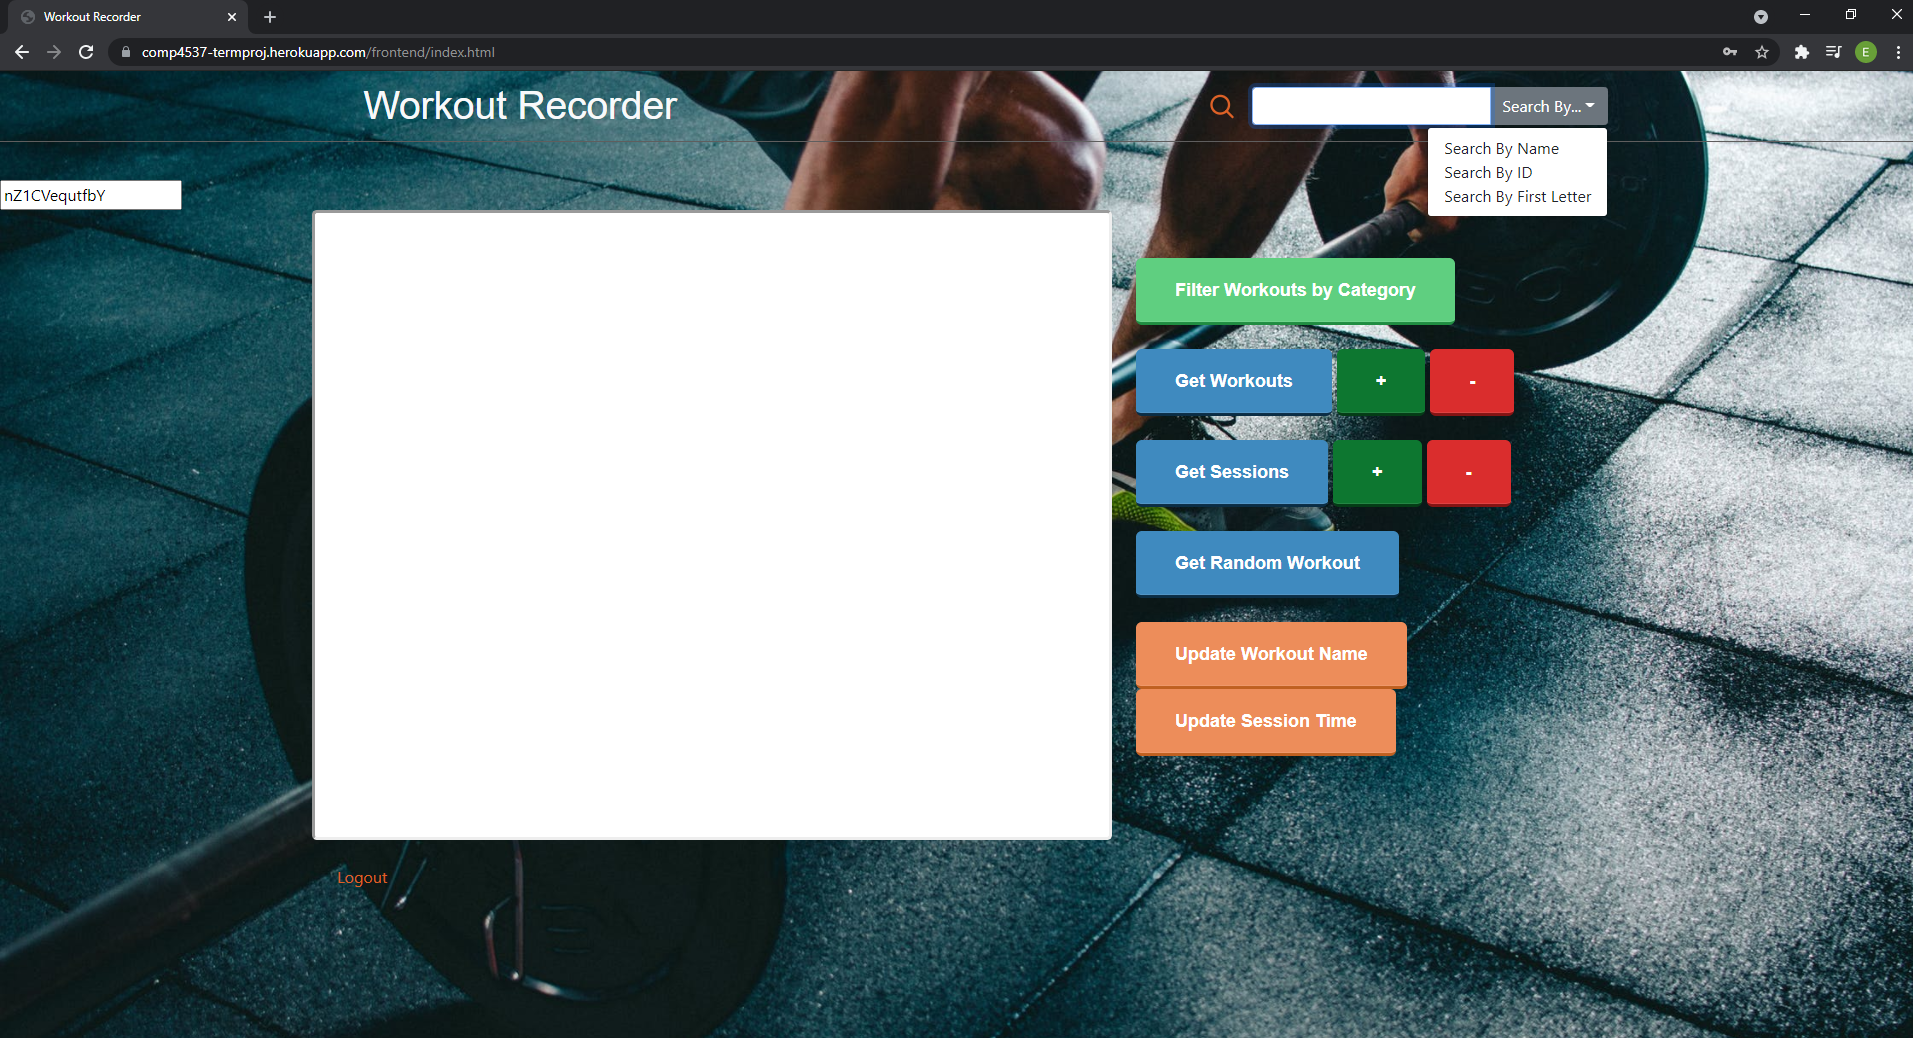 Workout Recorder
comp4537-termproj.herokuapp.com/frontend/index.html
E
Workout Recorder
Search By...
Search By Name
Search By ID
Search By First Letter
nZ1CVequtfbY
Filter Workouts by Category
Get Workouts + -
Get Sessions + -
Get Random Workout
Update Workout Name
Update Session Time
Logout